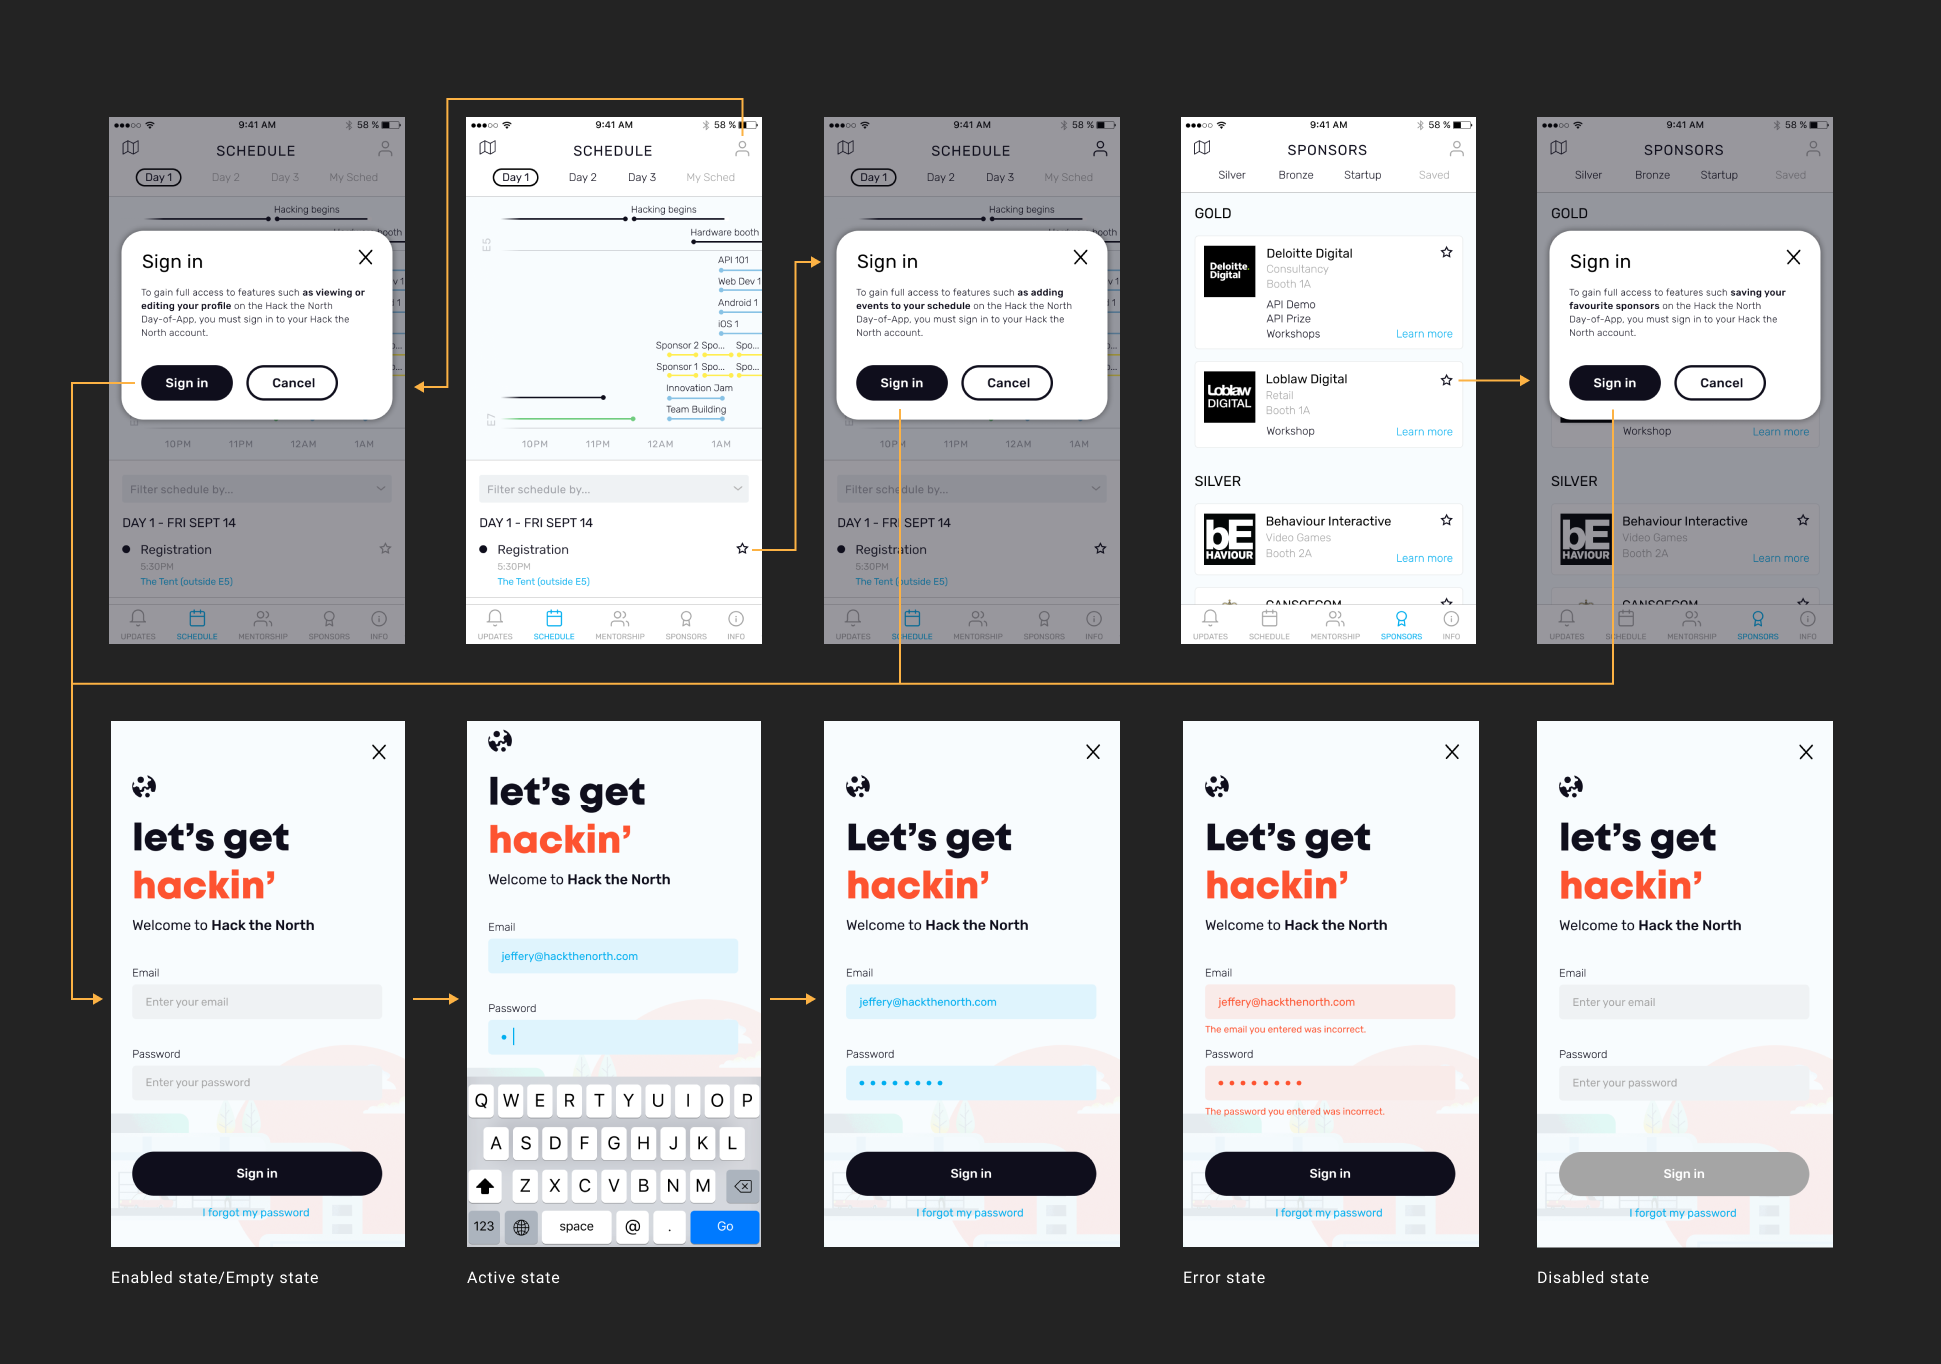 9:41 AM
58 %
SCHEDULE
Day 1
Day 2
Day 3
My Sched
Hacking begins
Sign in
To gain full access to features such as viewing or
editing your profile on the Hack the North
Day-of-App, you must sign in to your Hack the
North account.
Sign in
Cancel
10PM
11PM
12AM
1AM
Filter schedule by...
DAY 1 - FRI SEPT 14
Registration
5:30PM
The Tent (outside E5)
UPDATES
SCHEDULE
MENTORSHIP
SPONSORS
INFO
9:41 AM
58 %
SCHEDULE
Day 1
Day 2
Day 3
My Sched
Hacking begins
Hardware booth
E5
API 101
Web Dev 1
Android 1
iOS 1
Sponsor 2 Spo... Spo...
Sponsor 1 Spo... Spo...
Innovation Jam
Team Building
E7
10PM
11PM
12AM
1AM
Filter schedule by...
DAY 1 - FRI SEPT 14
Registration
5:30PM
The Tent (outside E5)
UPDATES
SCHEDULE
MENTORSHIP
SPONSORS
INFO
9:41 AM
58 %
SCHEDULE
Day 1
Day 2
Day 3
My Sched
Hacking begins
Sign in
To gain full access to features such as adding
events to your schedule on the Hack the North
Day-of-App, you must sign in to your Hack the
North account.
Sign in
Cancel
10PM
11PM
12AM
1AM
Filter schedule by...
DAY 1 - FRI SEPT 14
Registration
5:30PM
The Tent (outside E5)
UPDATES
SCHEDULE
MENTORSHIP
SPONSORS
INFO
9:41 AM
58 %
SPONSORS
Silver
Bronze
Startup
Saved
GOLD
Deloitte.
Digital
Deloitte Digital
Consultancy
Booth 1A
API Demo
API Prize
Workshops
Learn more
Loblaw
DIGITAL
Loblaw Digital
Retail
Booth 1A
Workshop
Learn more
SILVER
bE
HAVIOUR
Behaviour Interactive
Video Games
Booth 2A
Learn more
UPDATES
SCHEDULE
MENTORSHIP
SPONSORS
INFO
9:41 AM
58 %
SPONSORS
Silver
Bronze
Startup
Saved
GOLD
Sign in
To gain full access to features such saving your
favourite sponsors on the Hack the North
Day-of-App, you must sign in to your Hack the
North account.
Sign in
Cancel
Workshop
Learn more
SILVER
bE
HAVIOUR
Behaviour Interactive
Video Games
Booth 2A
Learn more
UPDATES
SCHEDULE
MENTORSHIP
SPONSORS
INFO
let's get
hackin'
Welcome to Hack the North
Email
Enter your email
Password
Enter your password
Sign in
I forgot my password
Enabled state/Empty state
let's get
hackin'
Welcome to Hack the North
Email
jeffery@hackthenorth.com
Password
Q W E R T Y U I O P
A S D F G H J K L
Z X C V B N M
123 space @ . Go
Active state
Let's get
hackin'
Welcome to Hack the North
Email
jeffery@hackthenorth.com
Password
Sign in
I forgot my password
Let's get
hackin'
Welcome to Hack the North
Email
jeffery@hackthenorth.com
The email you entered was incorrect.
Password
The password you entered was incorrect.
Sign in
I forgot my password
Error state
let's get
hackin'
Welcome to Hack the North
Email
Enter your email
Password
Enter your password
Sign in
I forgot my password
Disabled state